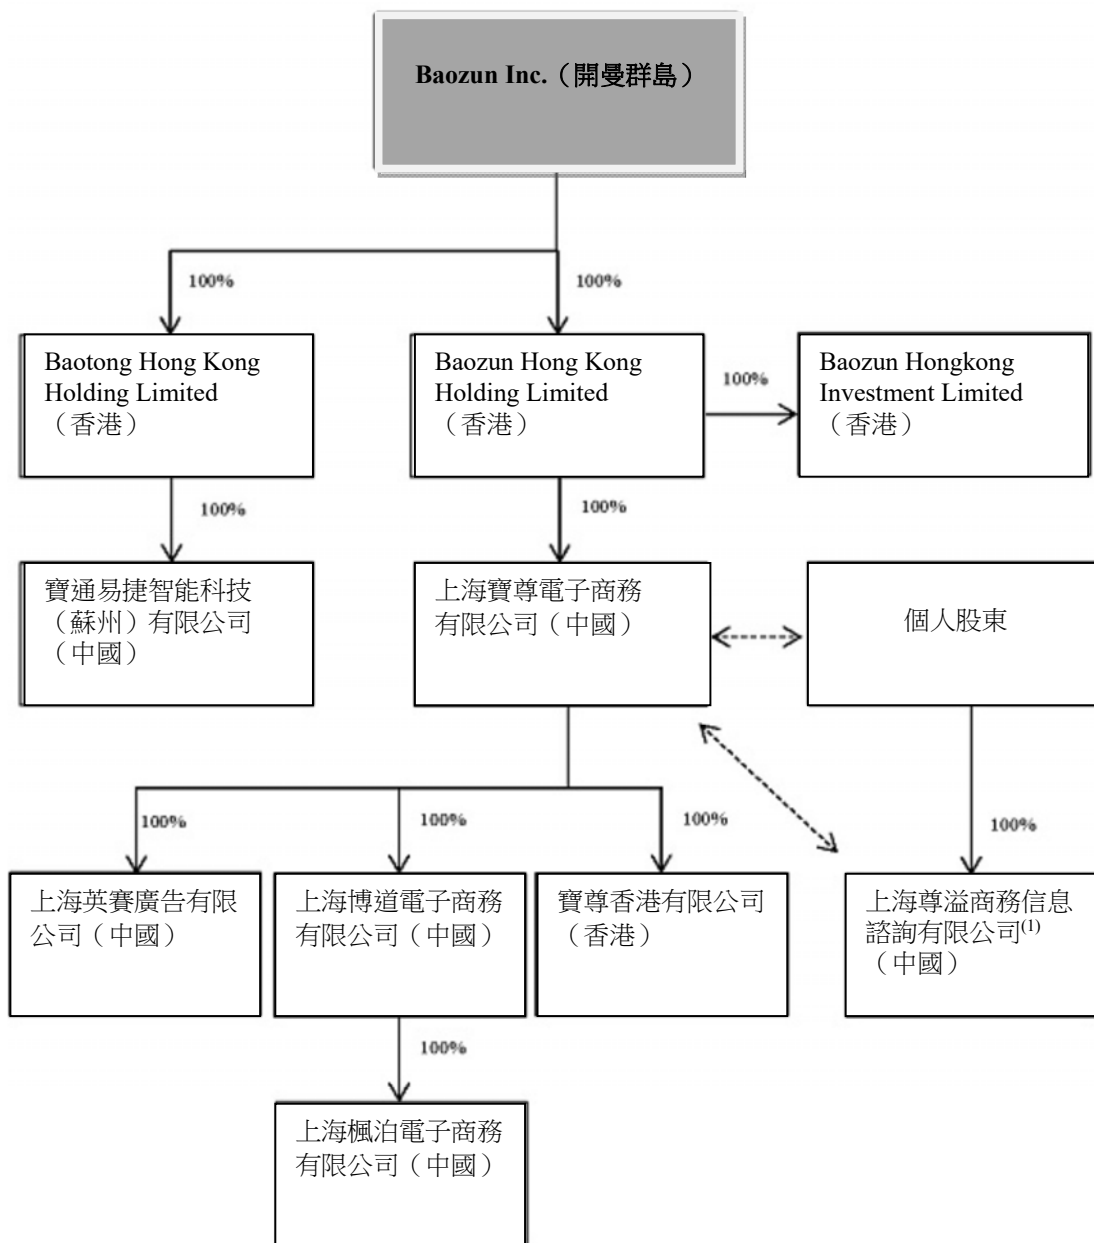 Baozun Inc.（開曼群島）
100%
100%
Baotong Hong Kong
Holding Limited
（香港）
Baozun Hong Kong
Holding Limited
（香港）
100%
Baozun Hongkong
Investment Limited
（香港）
100%
100%
寶通易捷智能科技
（蘇州）有限公司
（中國）
上海寶尊電子商務
有限公司（中國）
個人股東
100%
100%
100%
100%
上海英賽廣告有限
公司（中國）
上海博道電子商務
有限公司（中國）
寶尊香港有限公司
（香港）
上海尊溢商務信息
諮詢有限公司(1)
（中國）
100%
上海楓泊電子商務
有限公司（中國）